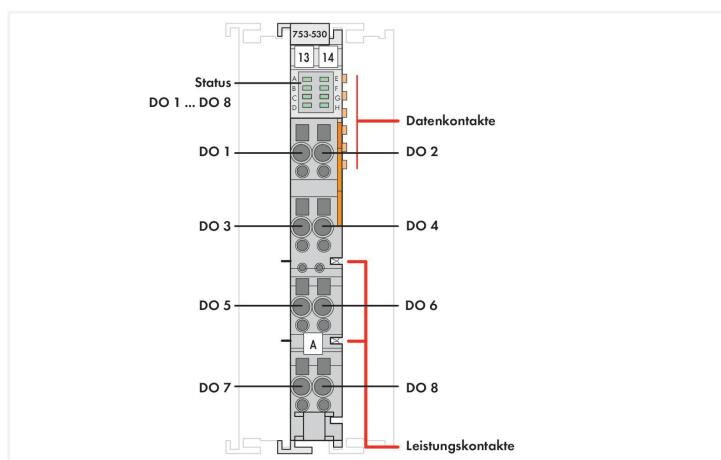 753-530
13 14
Status
DO 1 ... DO 8
A E
B F
C G
D H
Datenkontakte
DO 1 DO 2
DO 3 DO 4
DO 5 DO 6
A
DO 7 DO 8
Leistungskontakte